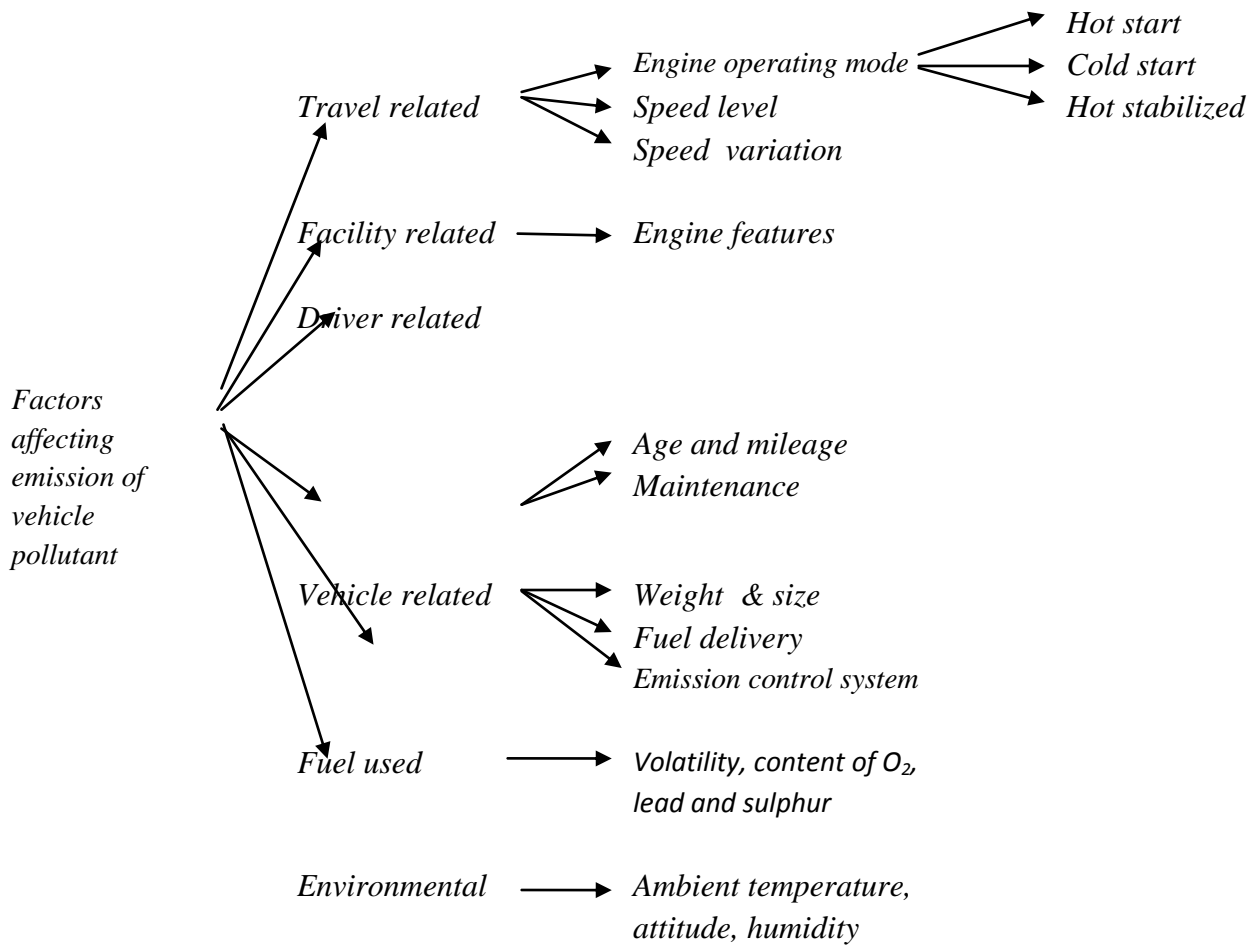 Hot start
Engine operating mode
Cold start
Travel related
Speed level
Hot stabilized
Speed variation
Facility related
Engine features
Driver related
Factors
affecting
emission of
vehicle
pollutant
Age and mileage
Maintenance
Vehicle related
Weight & size
Fuel delivery
Emission control system
Fuel used
Volatility, content of O₂,
lead and sulphur
Environmental
Ambient temperature,
attitude, humidity